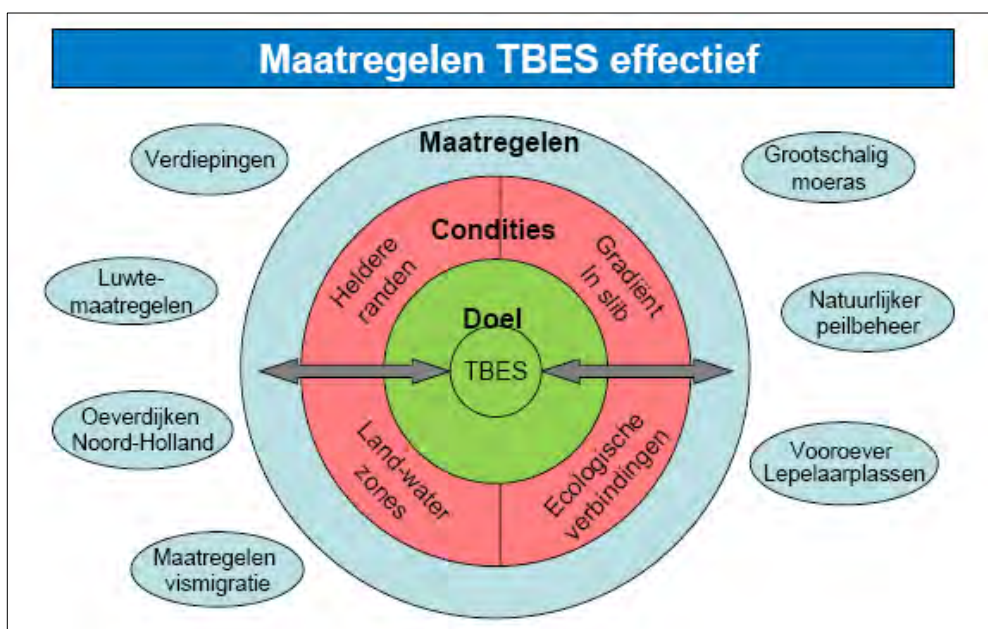 Maatregelen TBES effectief
Verdiepingen
Luwte-
maatregelen
Oeverdijken
Noord-Holland
Maatregelen
vismigratie
Maatregelen
Condities
Heldere
randen
Gradiënt
In slib
Doel
TBES
Land-water
zones
Ecologische
verbindingen
Grootschalig
moeras
Natuurlijker
peilbeheer
Vooroever
Lepelaarplassen